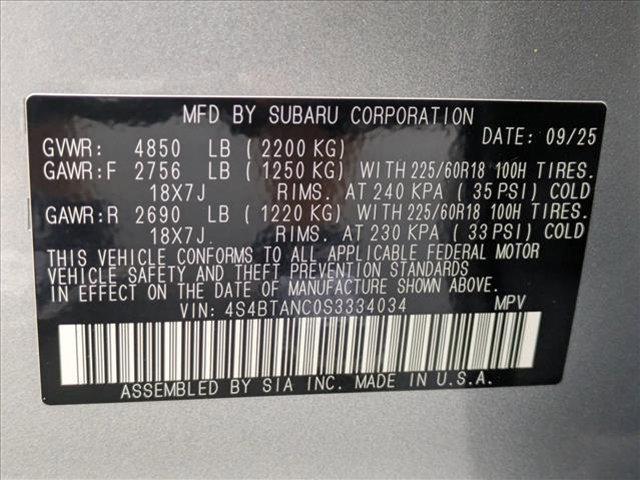 MFD BY SUBARU CORPORATION
DATE: 09/25
GVWR: 4850 LB ( 2200 KG)
GAWR:F 2756 LB ( 1250 KG) WITH 225/60R18 100H TIRES.
18X7J RIMS. AT 240 KPA ( 35 PSI) COLD
GAWR:R 2690 LB ( 1220 KG) WITH 225/60R18 100H TIRES.
18X7J RIMS. AT 230 KPA ( 33 PSI) COLD
THIS VEHICLE CONFORMS TO ALL APPLICABLE FEDERAL MOTOR
VEHICLE SAFETY AND THEFT PREVENTION STANDARDS
IN EFFECT ON THE DATE OF MANUFACTURE SHOWN ABOVE.
VIN: 4S4BTANC0S3334034 MPV
ASSEMBLED BY SIA INC. MADE IN U.S.A.